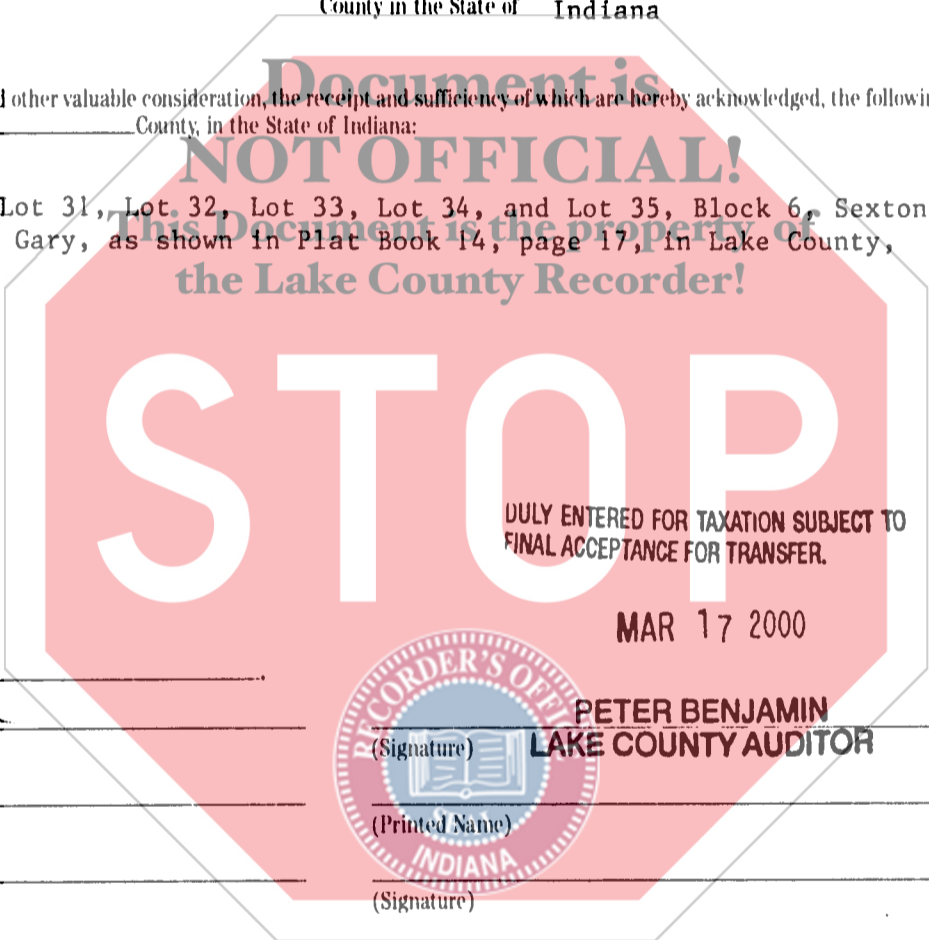 County in the State of Indiana
Document is
other valuable consideration, the receipt and sufficiency of which are hereby acknowledged, the followin
County, in the State of Indiana:
NOT OFFICIAL!
Lot 31, Lot 32, Lot 33, Lot 34, and Lot 35, Block 6, Sexton
This Document is the property of
Gary, as shown in Plat Book 14, page 17, in Lake County,
the Lake County Recorder!
STOP
DULY ENTERED FOR TAXATION SUBJECT TO
FINAL ACCEPTANCE FOR TRANSFER.
MAR 17 2000
RECORDER'S OFFICE
PETER BENJAMIN
(Signature)
LAKE COUNTY AUDITOR
(Printed Name)
SEAL
INDIANA
(Signature)